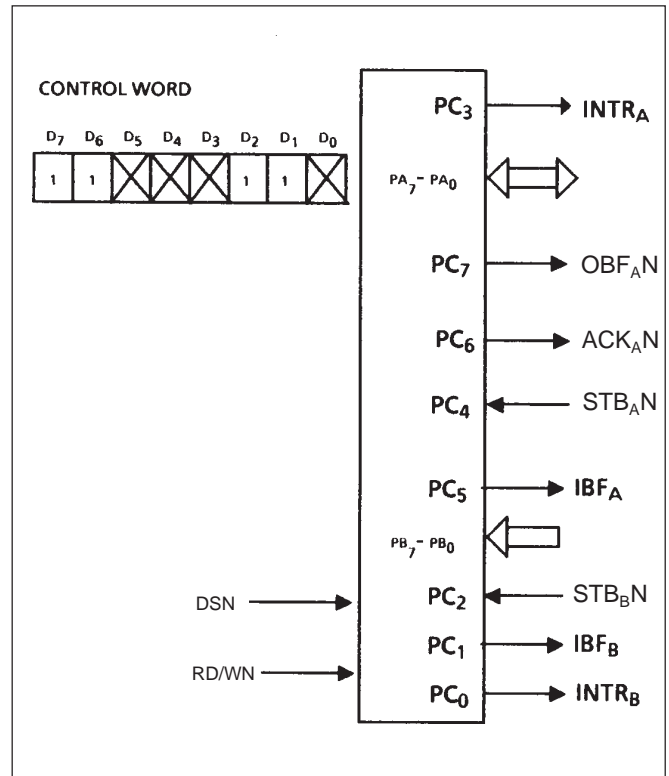 CONTROL WORD
D7 D6 D5 D4 D3 D2 D1 D0
1 1 1 1
PC3 INTRA
PA7 - PA0
PC7 OBFAN
PC6 ACKAN
PC4 STBAN
PC5 IBFA
PB7 - PB0
DSN
PC2 STBBN
PC1 IBFB
RD/WN
PC0 INTRB